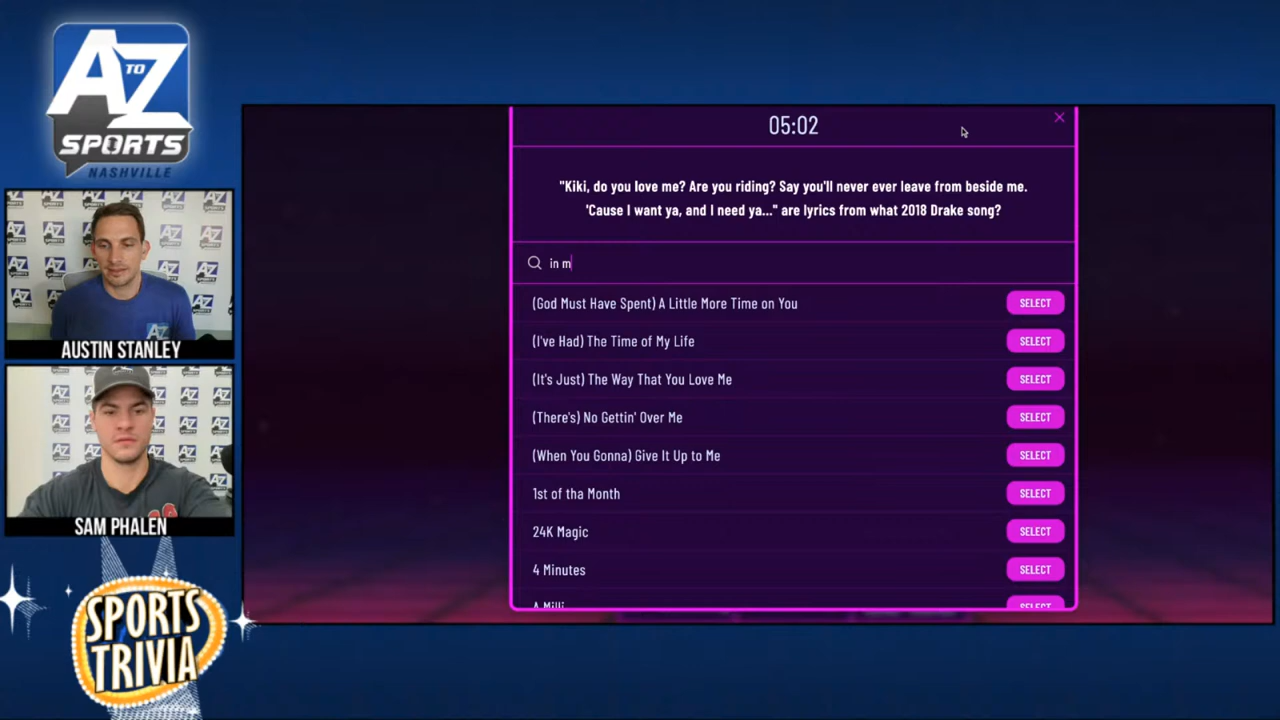 A TO Z
SPORTS
NASHVILLE
AUSTIN STANLEY
SAM PHALEN
SPORTS
TRIVIA
05:02
"Kiki, do you love me? Are you riding? Say you'll never ever leave from beside me.
'Cause I want ya, and I need ya..." are lyrics from what 2018 Drake song?
in m
(God Must Have Spent) A Little More Time on You SELECT
(I've Had) The Time of My Life SELECT
(It's Just) The Way That You Love Me SELECT
(There's) No Gettin' Over Me SELECT
(When You Gonna) Give It Up to Me SELECT
1st of tha Month SELECT
24K Magic SELECT
4 Minutes SELECT
A Milli SELECT